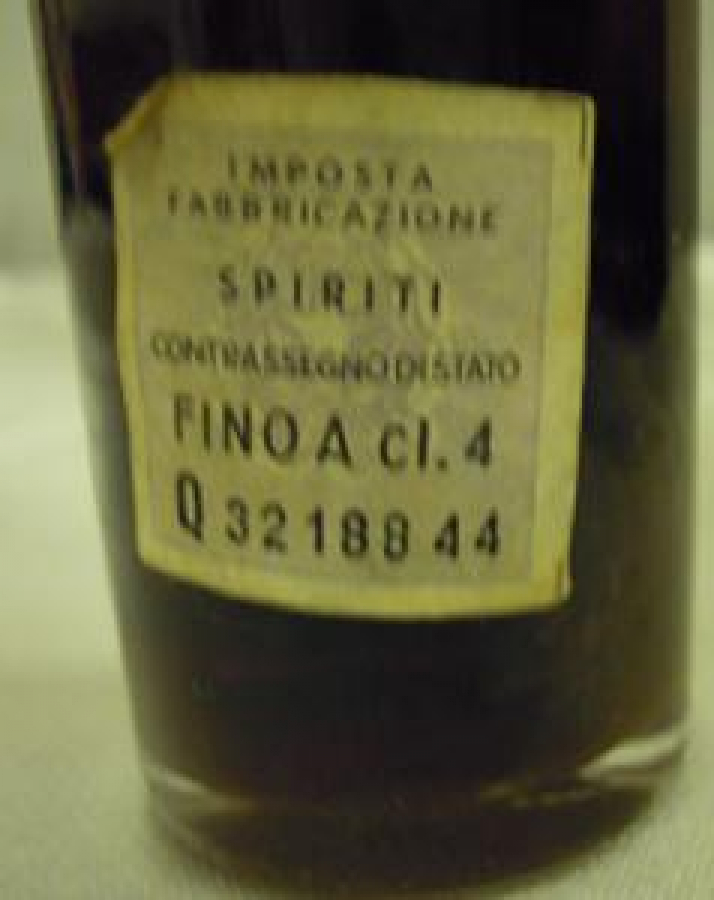 IMPOSTA
FABBRICAZIONE
SPIRITI
CONTRASSEGNO DI STATO
FINO A cl. 4
Q 3218844